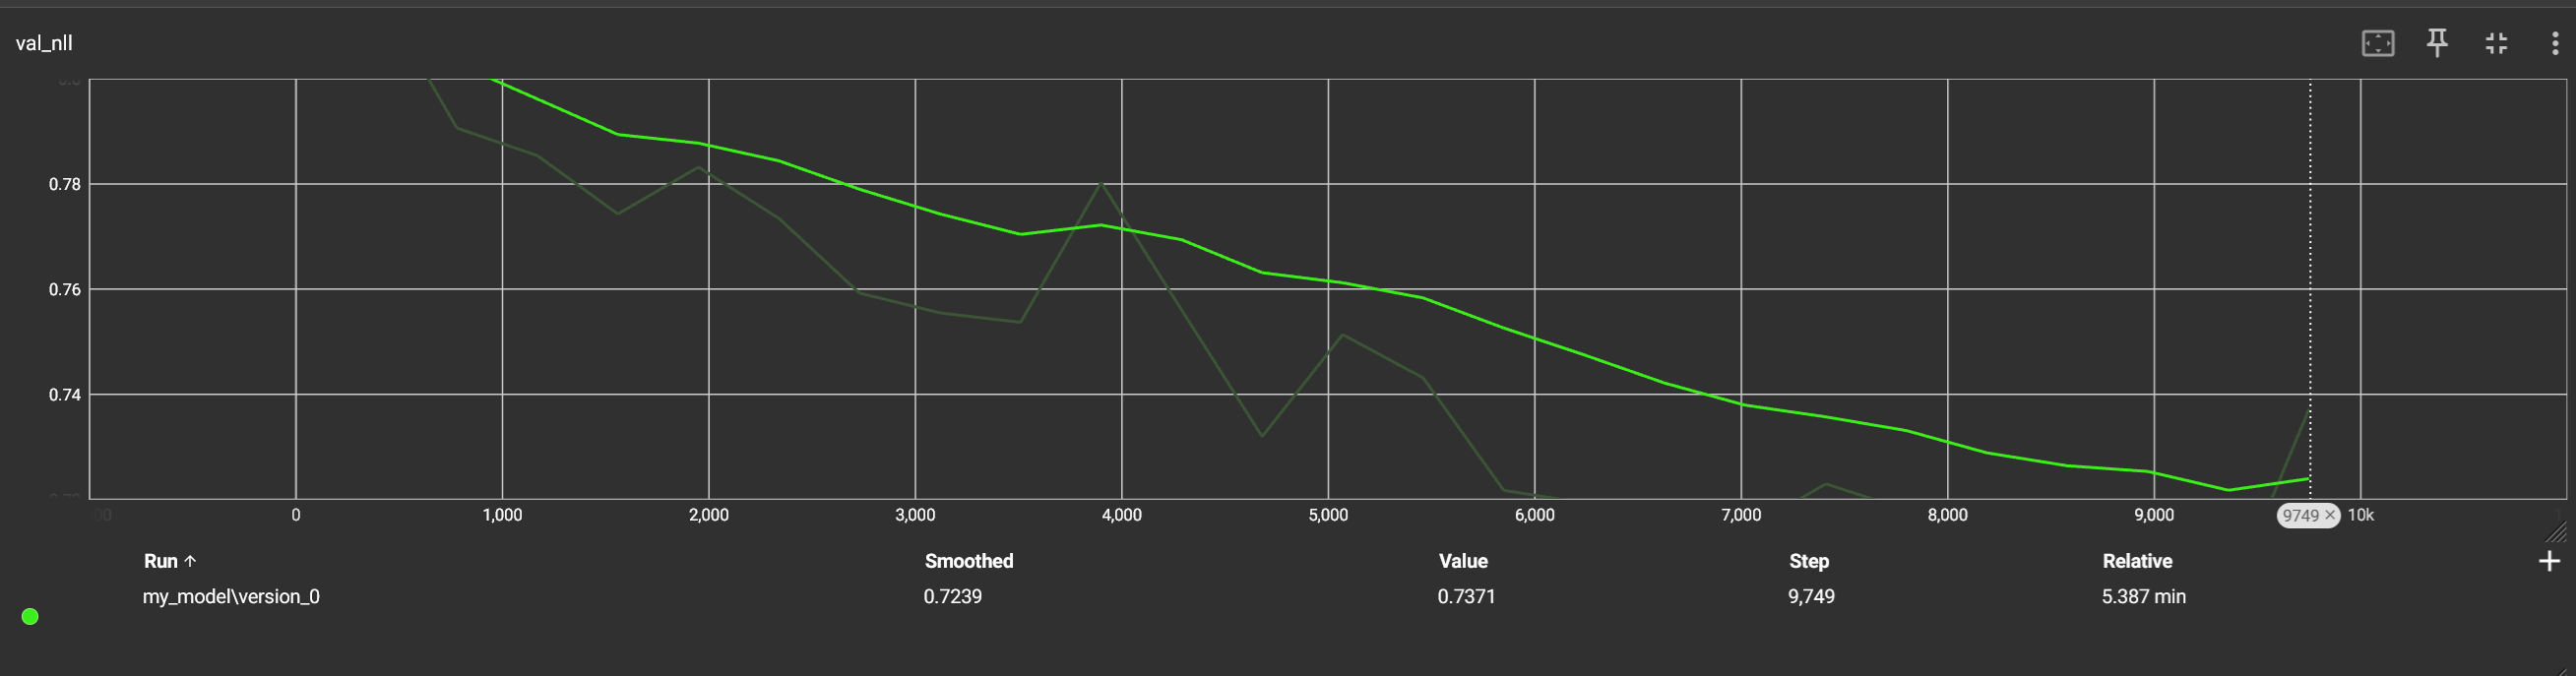 val_nll
0.78
0.76
0.74
0 1,000 2,000 3,000 4,000 5,000 6,000 7,000 8,000 9,000 9749 × 10k
Run ↑ Smoothed Value Step Relative +
my_model\version_0 0.7239 0.7371 9,749 5.387 min